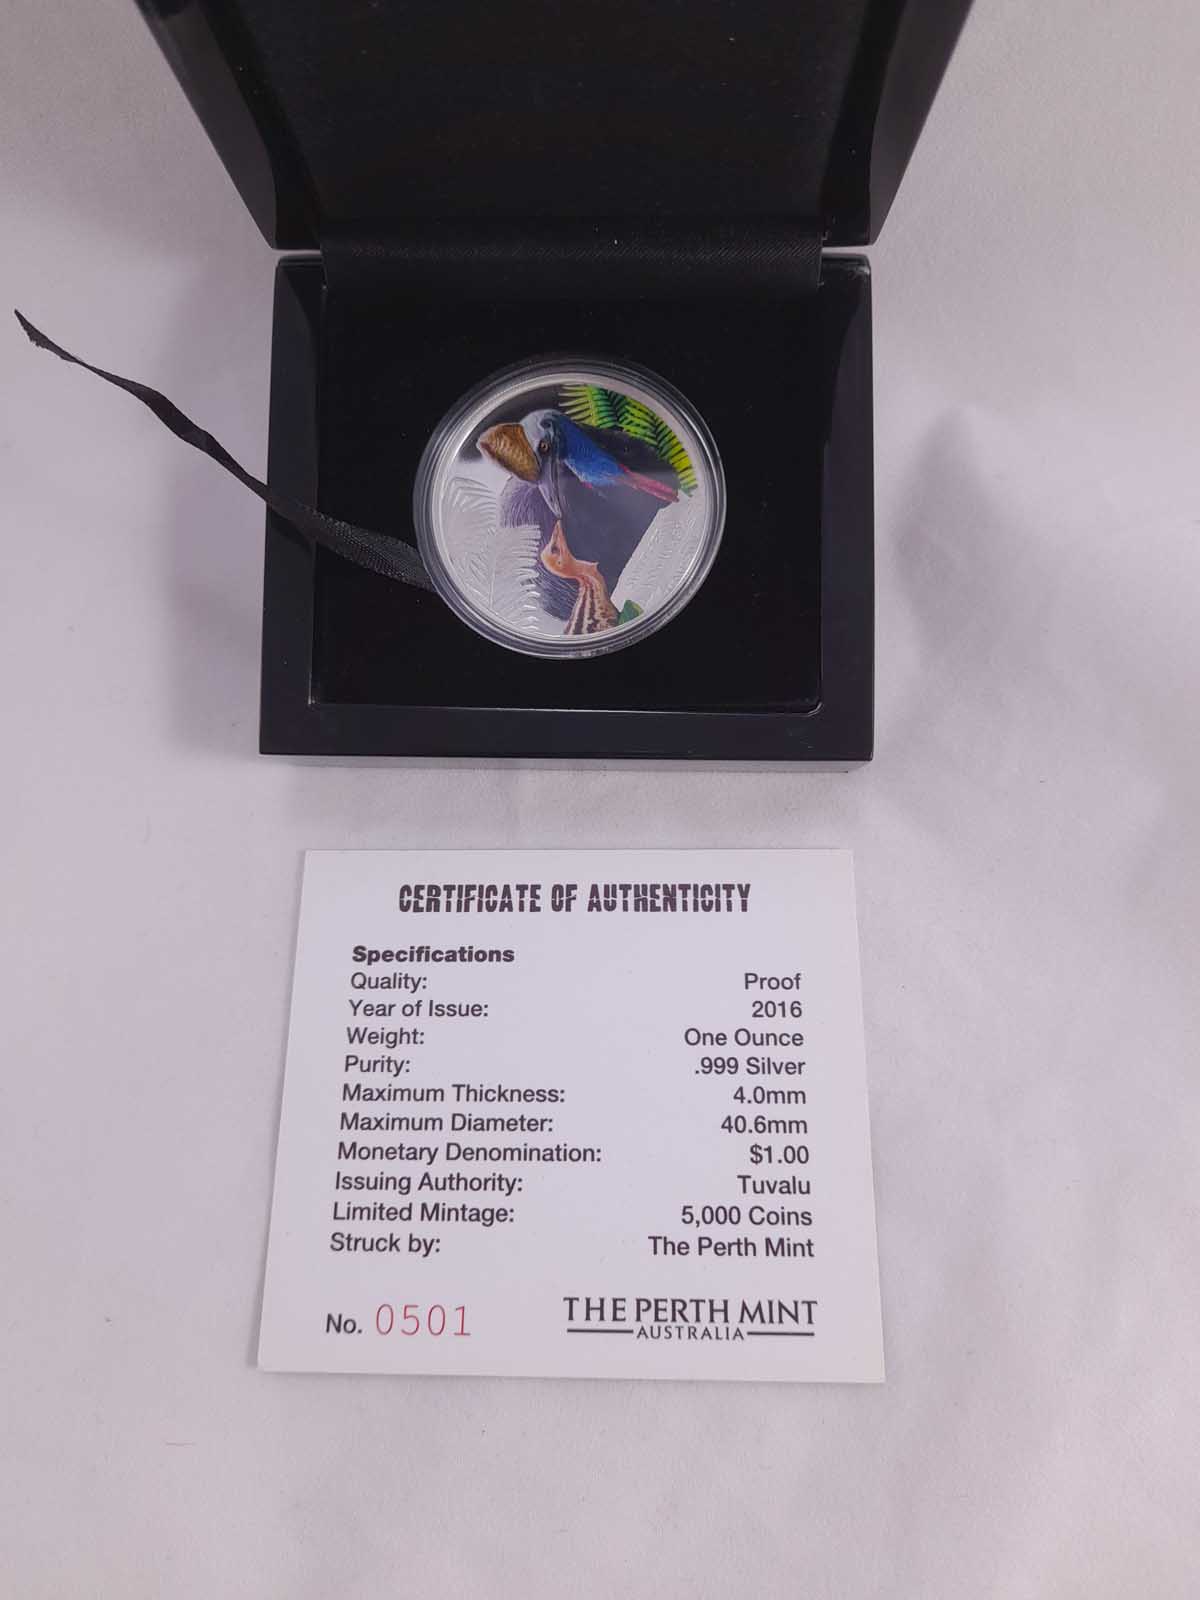 CERTIFICATE OF AUTHENTICITY
Specifications
Quality: Proof
Year of Issue: 2016
Weight: One Ounce
Purity: .999 Silver
Maximum Thickness: 4.0mm
Maximum Diameter: 40.6mm
Monetary Denomination: $1.00
Issuing Authority: Tuvalu
Limited Mintage: 5,000 Coins
Struck by: The Perth Mint
No. 0501
THE PERTH MINT
AUSTRALIA